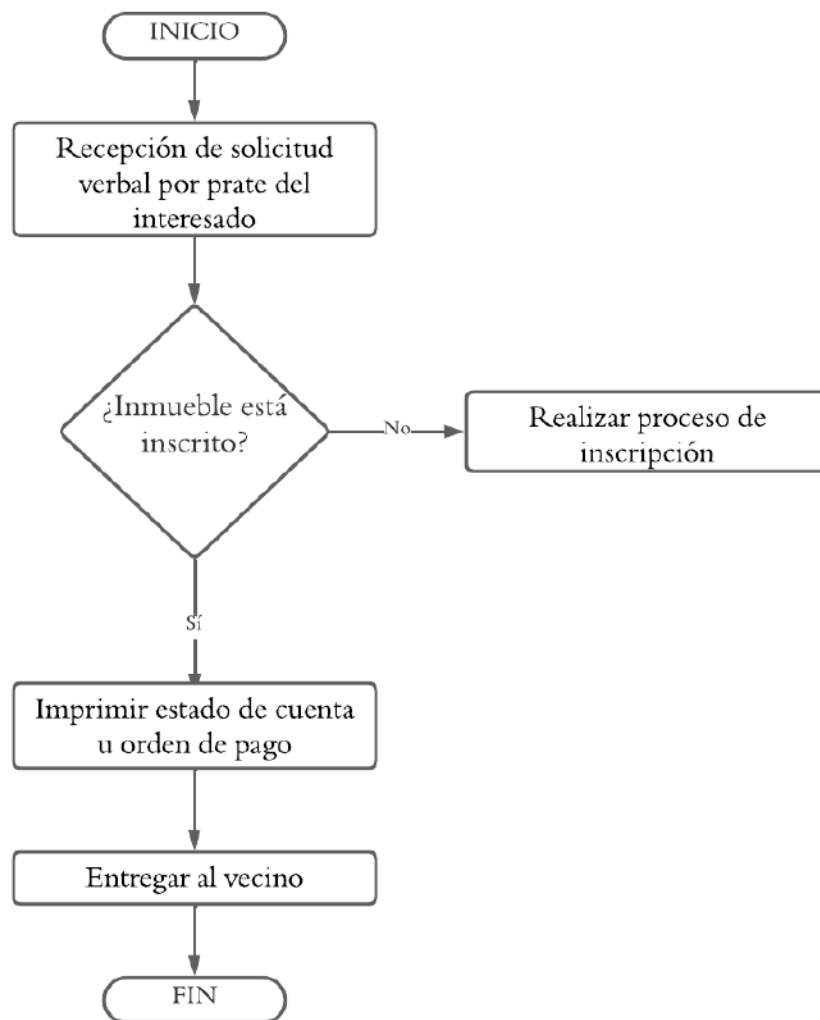 INICIO
Recepción de solicitud
verbal por prate del
interesado
¿Inmueble está
inscrito?
No
Realizar proceso de
inscripción
Sí
Imprimir estado de cuenta
u orden de pago
Entregar al vecino
FIN